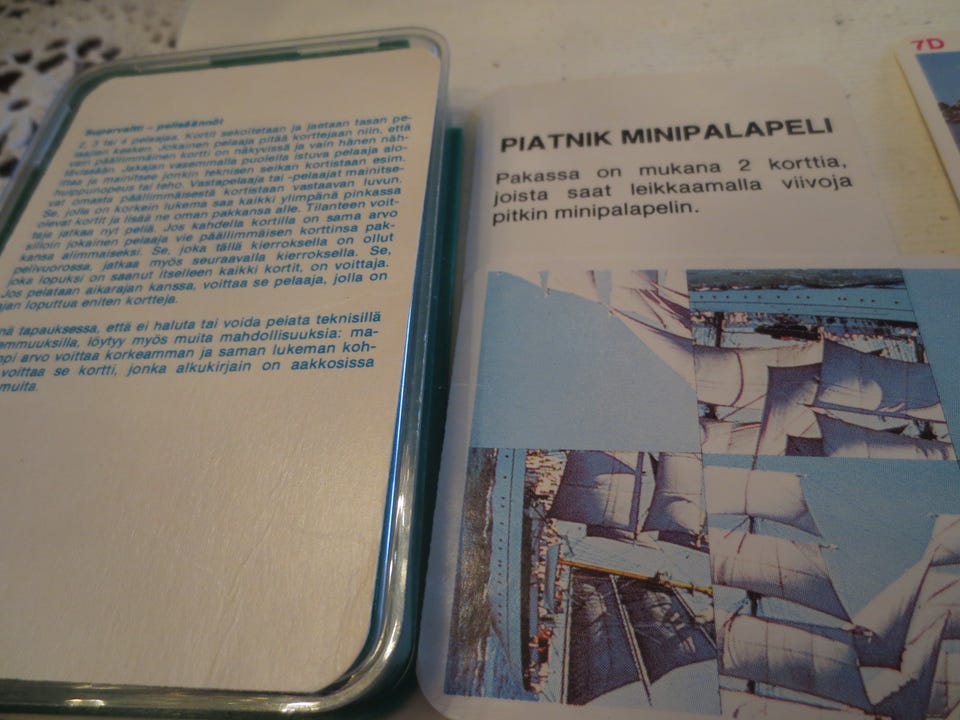 Supervaltti – pelisäännöt
2, 3 tai 4 pelaajaa. Kortit sekoitetaan ja jaetaan tasan pe-
laajien kesken. Jokainen pelaaja pitää korttejaan niin, että
vain päällimmäinen kortti on näkyvissä ja vain hänen näh-
tävissään. Jakajan vasemmalla puolella istuva pelaaja alo-
ittaa ja mainitsee jonkin teknisen seikan kortistaan esim.
huippunopeus tai teho. Vastapelaaja tai -pelaajat mainitse-
vat omasta päällimmäisestä kortistaan vastaavan luvun.
Se, jolla on korkein lukema saa kaikki ylimpänä pinkassa
olevat kortit ja lisää ne oman pakkansa alle. Tilanteen voit-
taja jatkaa nyt peliä. Jos kahdella kortilla on sama arvo
silloin jokainen pelaaja vie päällimmäisen korttinsa pak-
kansa alimmaiseksi. Se, joka tällä kierroksella on ollut
pelivuorossa, jatkaa myös seuraavalla kierroksella. Se,
joka lopuksi on saanut itselleen kaikki kortit, on voittaja.
Jos pelataan aikarajan kanssa, voittaa se pelaaja, jolla on
ajan loputtua eniten kortteja.
nä tapauksessa, että ei haluta tai voida pelata teknisillä
emmuuksilla, löytyy myös muita mahdollisuuksia: ma-
pi arvo voittaa korkeamman ja saman lukeman koh-
voittaa se kortti, jonka alkukirjain on aakkosissa
muita.
PIATNIK MINIPALAPELI
Pakassa on mukana 2 korttia,
joista saat leikkaamalla viivoja
pitkin minipalapelin.
7D